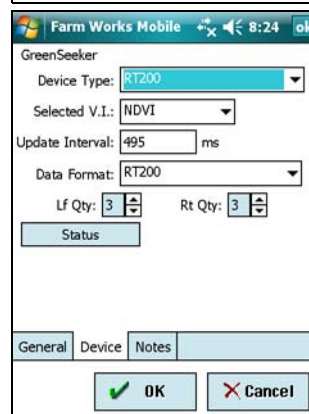 Farm Works Mobile 8:24 ok
GreenSeeker
Device Type: RT200
Selected V.I.: NDVI
Update Interval: 495 ms
Data Format: RT200
Lf Qty: 3 Rt Qty: 3
Status
General Device Notes
OK Cancel